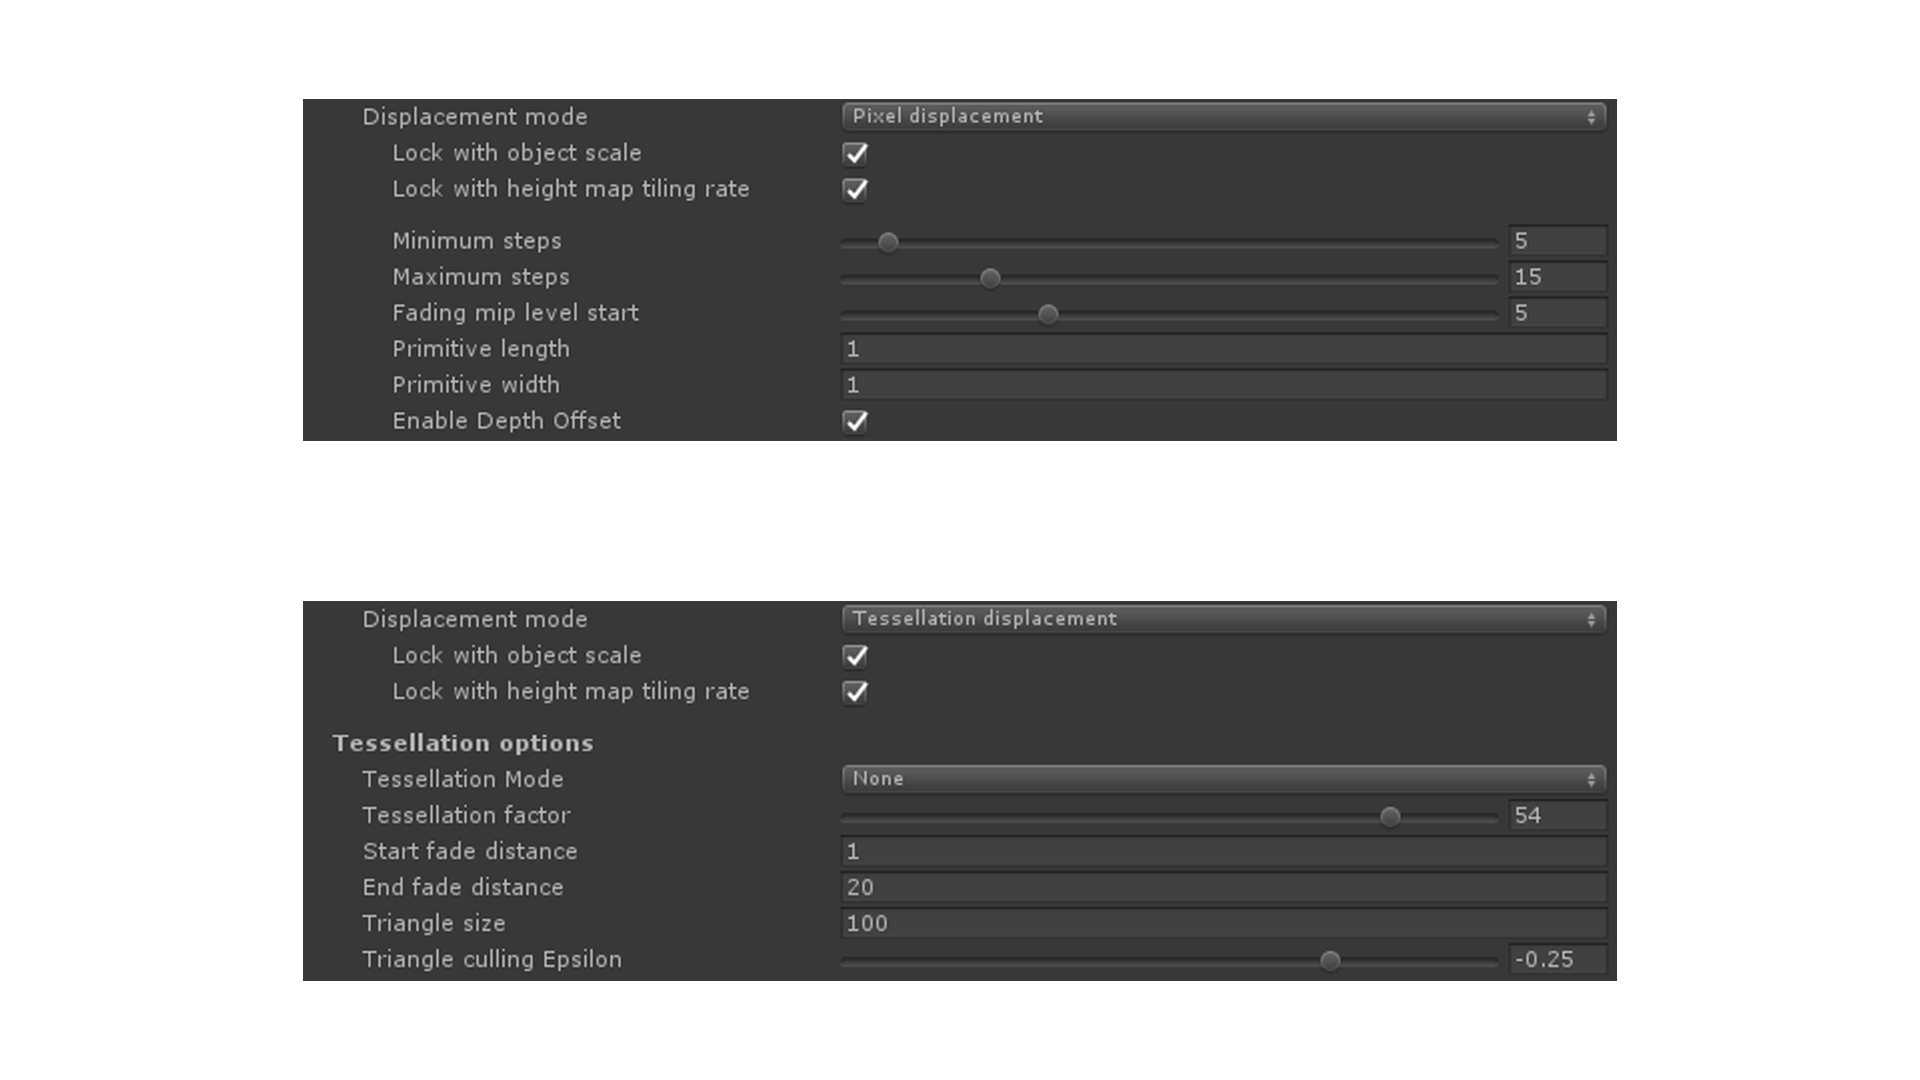 Displacement mode Pixel displacement
Lock with object scale
Lock with height map tiling rate
Minimum steps 5
Maximum steps 15
Fading mip level start 5
Primitive length 1
Primitive width 1
Enable Depth Offset
Displacement mode Tessellation displacement
Lock with object scale
Lock with height map tiling rate
Tessellation options
Tessellation Mode None
Tessellation factor 54
Start fade distance 1
End fade distance 20
Triangle size 100
Triangle culling Epsilon -0.25